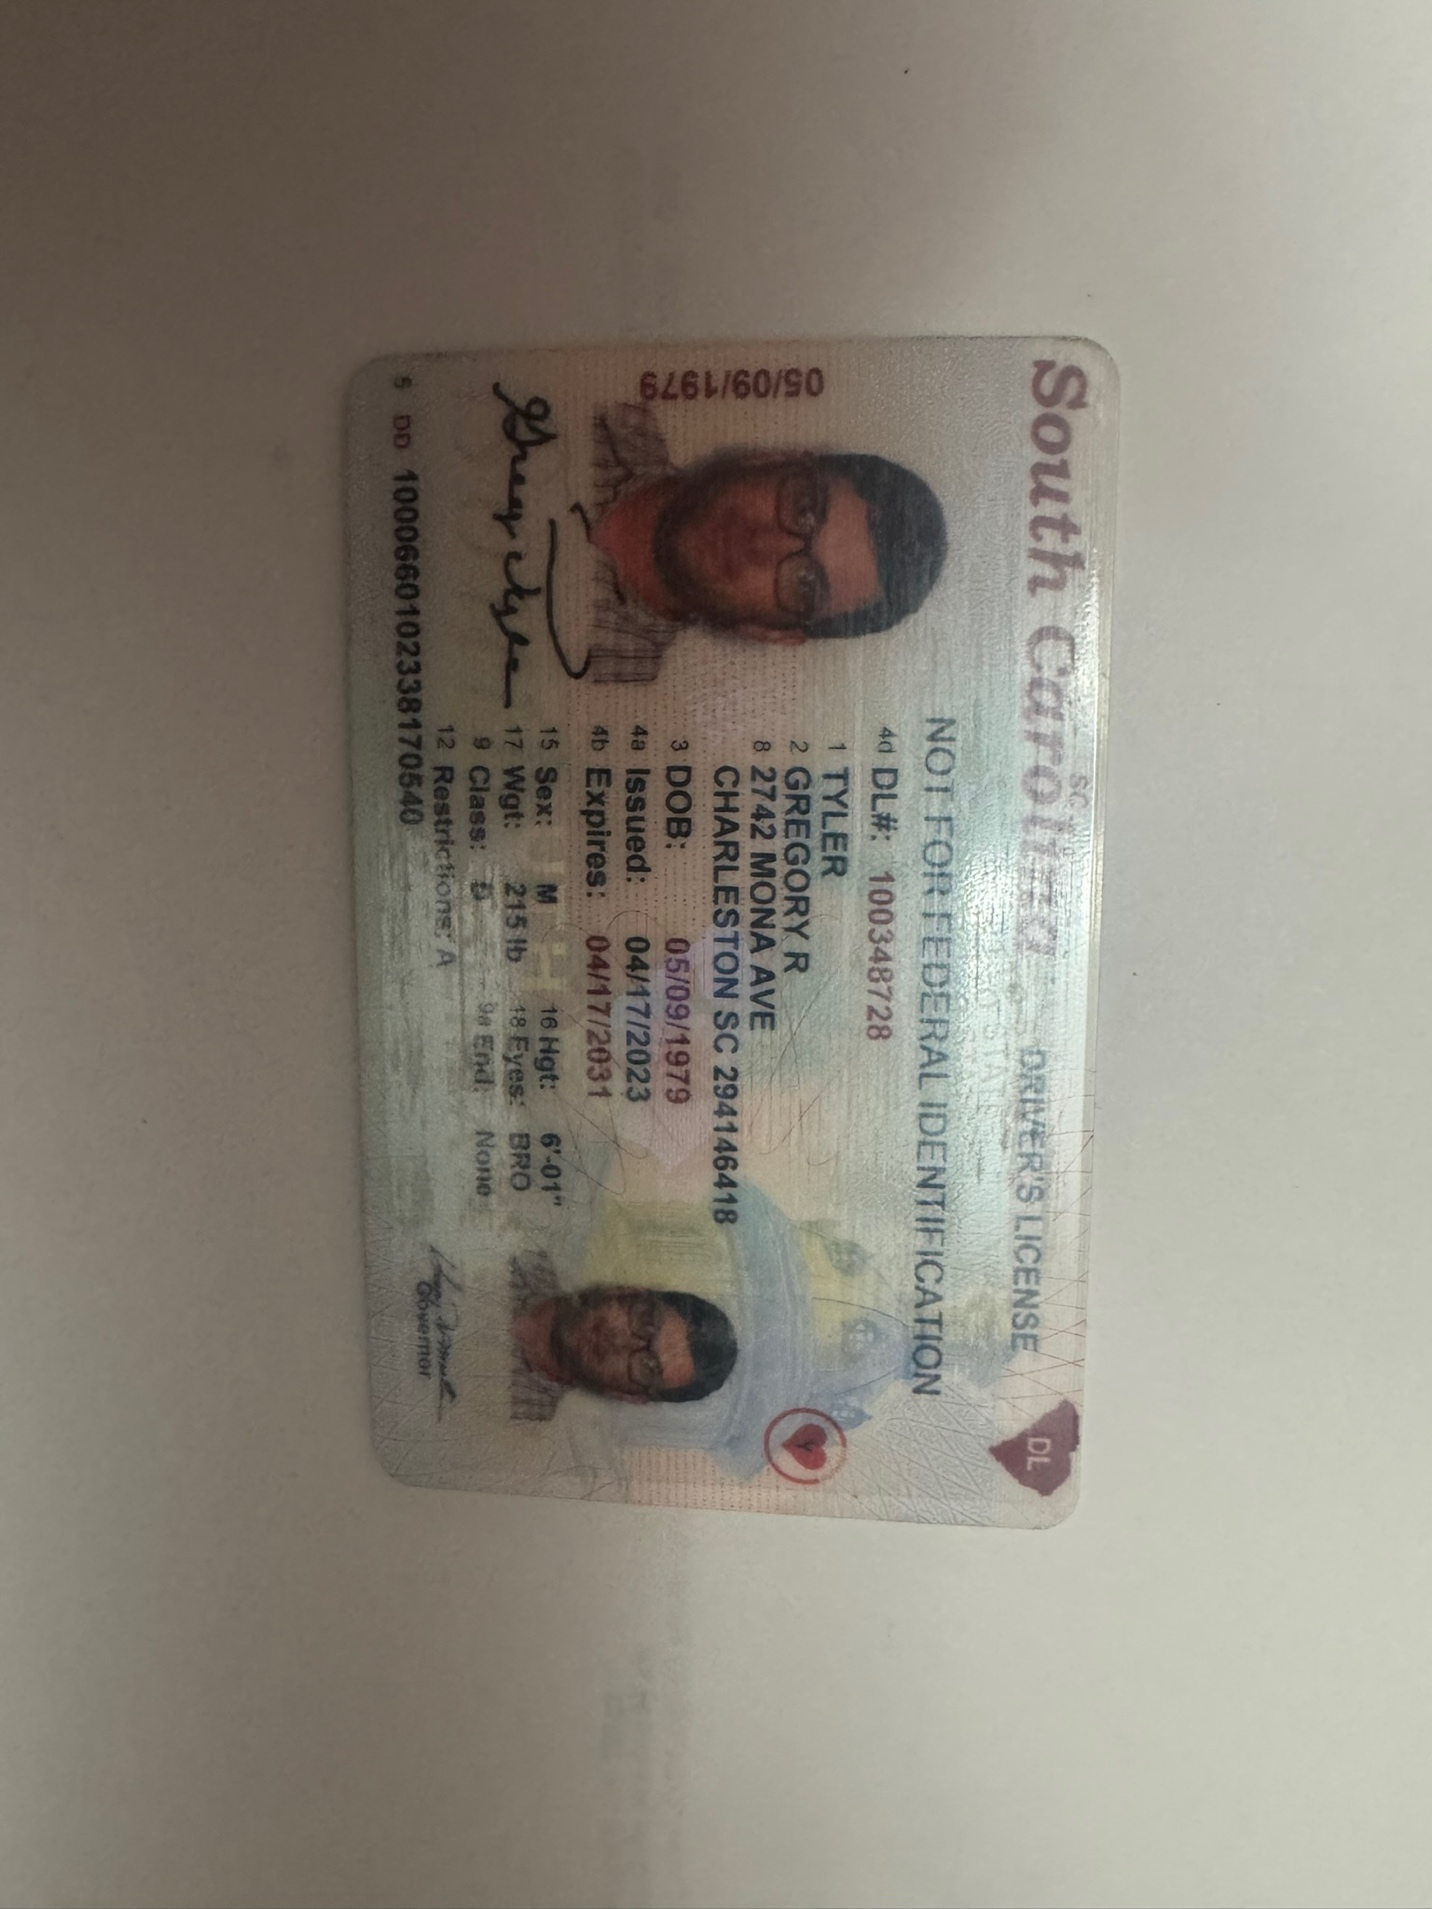 South Carolina
SC
DRIVER'S LICENSE
DL
NOT FOR FEDERAL IDENTIFICATION
4d DL#: 100348728
1 TYLER
2 GREGORY R
8 2742 MONA AVE
CHARLESTON SC 294146418
3 DOB: 05/09/1979
4a Issued: 04/17/2023
4b Expires: 04/17/2031
15 Sex: M 16 Hgt: 6'-01"
17 Wgt: 215 lb 18 Eyes: BRO
9 Class: D 9a End: None
12 Restrictions: A
05/09/1979
Y
Governor
5 DD 10006601023381170540